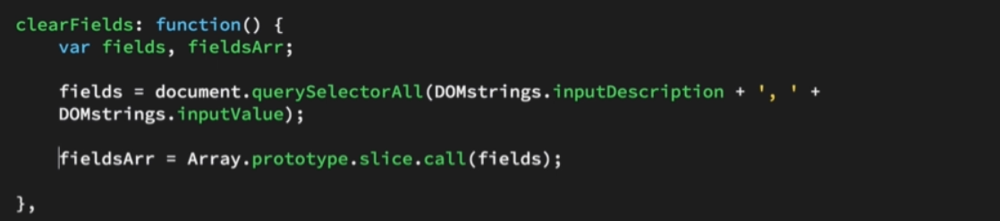 clearFields: function() {
    var fields, fieldsArr;

    fields = document.querySelectorAll(DOMstrings.inputDescription + ', ' +
    DOMstrings.inputValue);

    fieldsArr = Array.prototype.slice.call(fields);

},